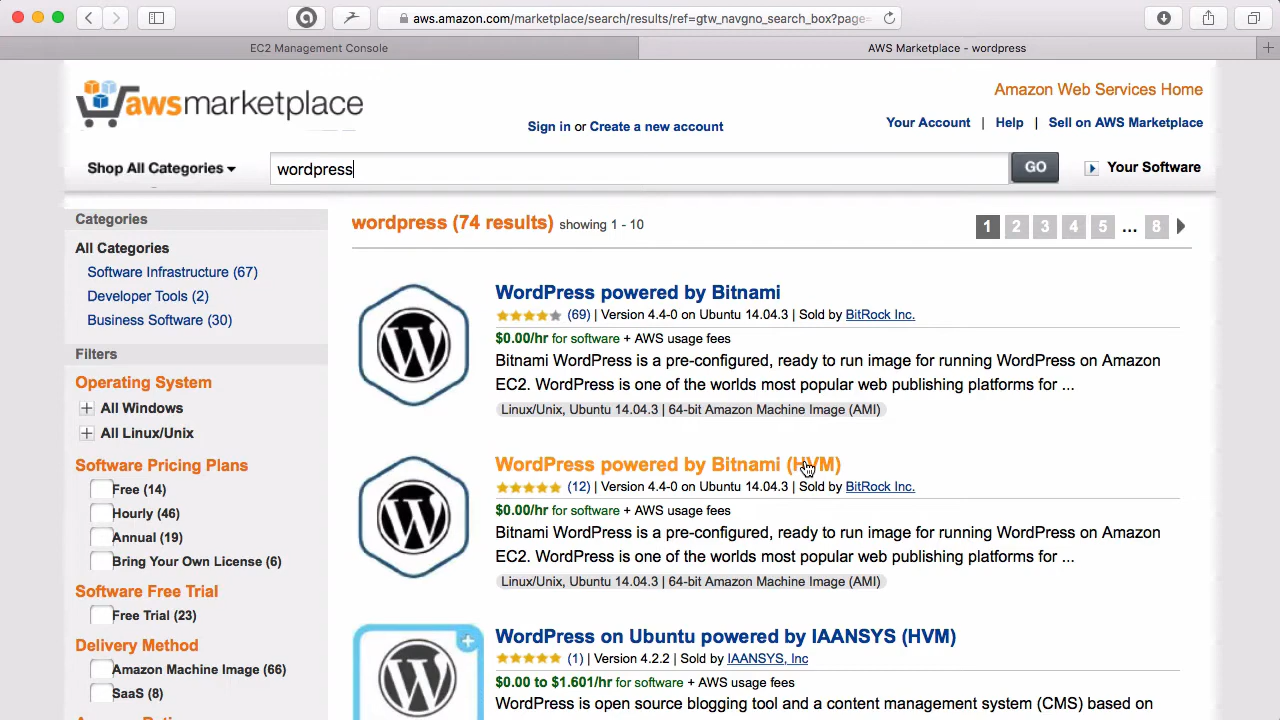 aws.amazon.com/marketplace/search/results/ref=gtw_navgno_search_box?page=
EC2 Management Console
AWS Marketplace - wordpress
awsmarketplace
Amazon Web Services Home
Sign in or Create a new account
Your Account | Help | Sell on AWS Marketplace
Shop All Categories
wordpress
GO
Your Software
Categories
All Categories
Software Infrastructure (67)
Developer Tools (2)
Business Software (30)
Filters
Operating System
All Windows
All Linux/Unix
Software Pricing Plans
Free (14)
Hourly (46)
Annual (19)
Bring Your Own License (6)
Software Free Trial
Free Trial (23)
Delivery Method
Amazon Machine Image (66)
SaaS (8)
wordpress (74 results) showing 1 - 10
1 2 3 4 5 ... 8
WordPress powered by Bitnami
(69) | Version 4.4-0 on Ubuntu 14.04.3 | Sold by BitRock Inc.
$0.00/hr for software + AWS usage fees
Bitnami WordPress is a pre-configured, ready to run image for running WordPress on Amazon
EC2. WordPress is one of the worlds most popular web publishing platforms for ...
Linux/Unix, Ubuntu 14.04.3 | 64-bit Amazon Machine Image (AMI)
WordPress powered by Bitnami (HVM)
(12) | Version 4.4-0 on Ubuntu 14.04.3 | Sold by BitRock Inc.
$0.00/hr for software + AWS usage fees
Bitnami WordPress is a pre-configured, ready to run image for running WordPress on Amazon
EC2. WordPress is one of the worlds most popular web publishing platforms for ...
Linux/Unix, Ubuntu 14.04.3 | 64-bit Amazon Machine Image (AMI)
WordPress on Ubuntu powered by IAANSYS (HVM)
(1) | Version 4.2.2 | Sold by IAANSYS, Inc
$0.00 to $1.601/hr for software + AWS usage fees
WordPress is open source blogging tool and a content management system (CMS) based on